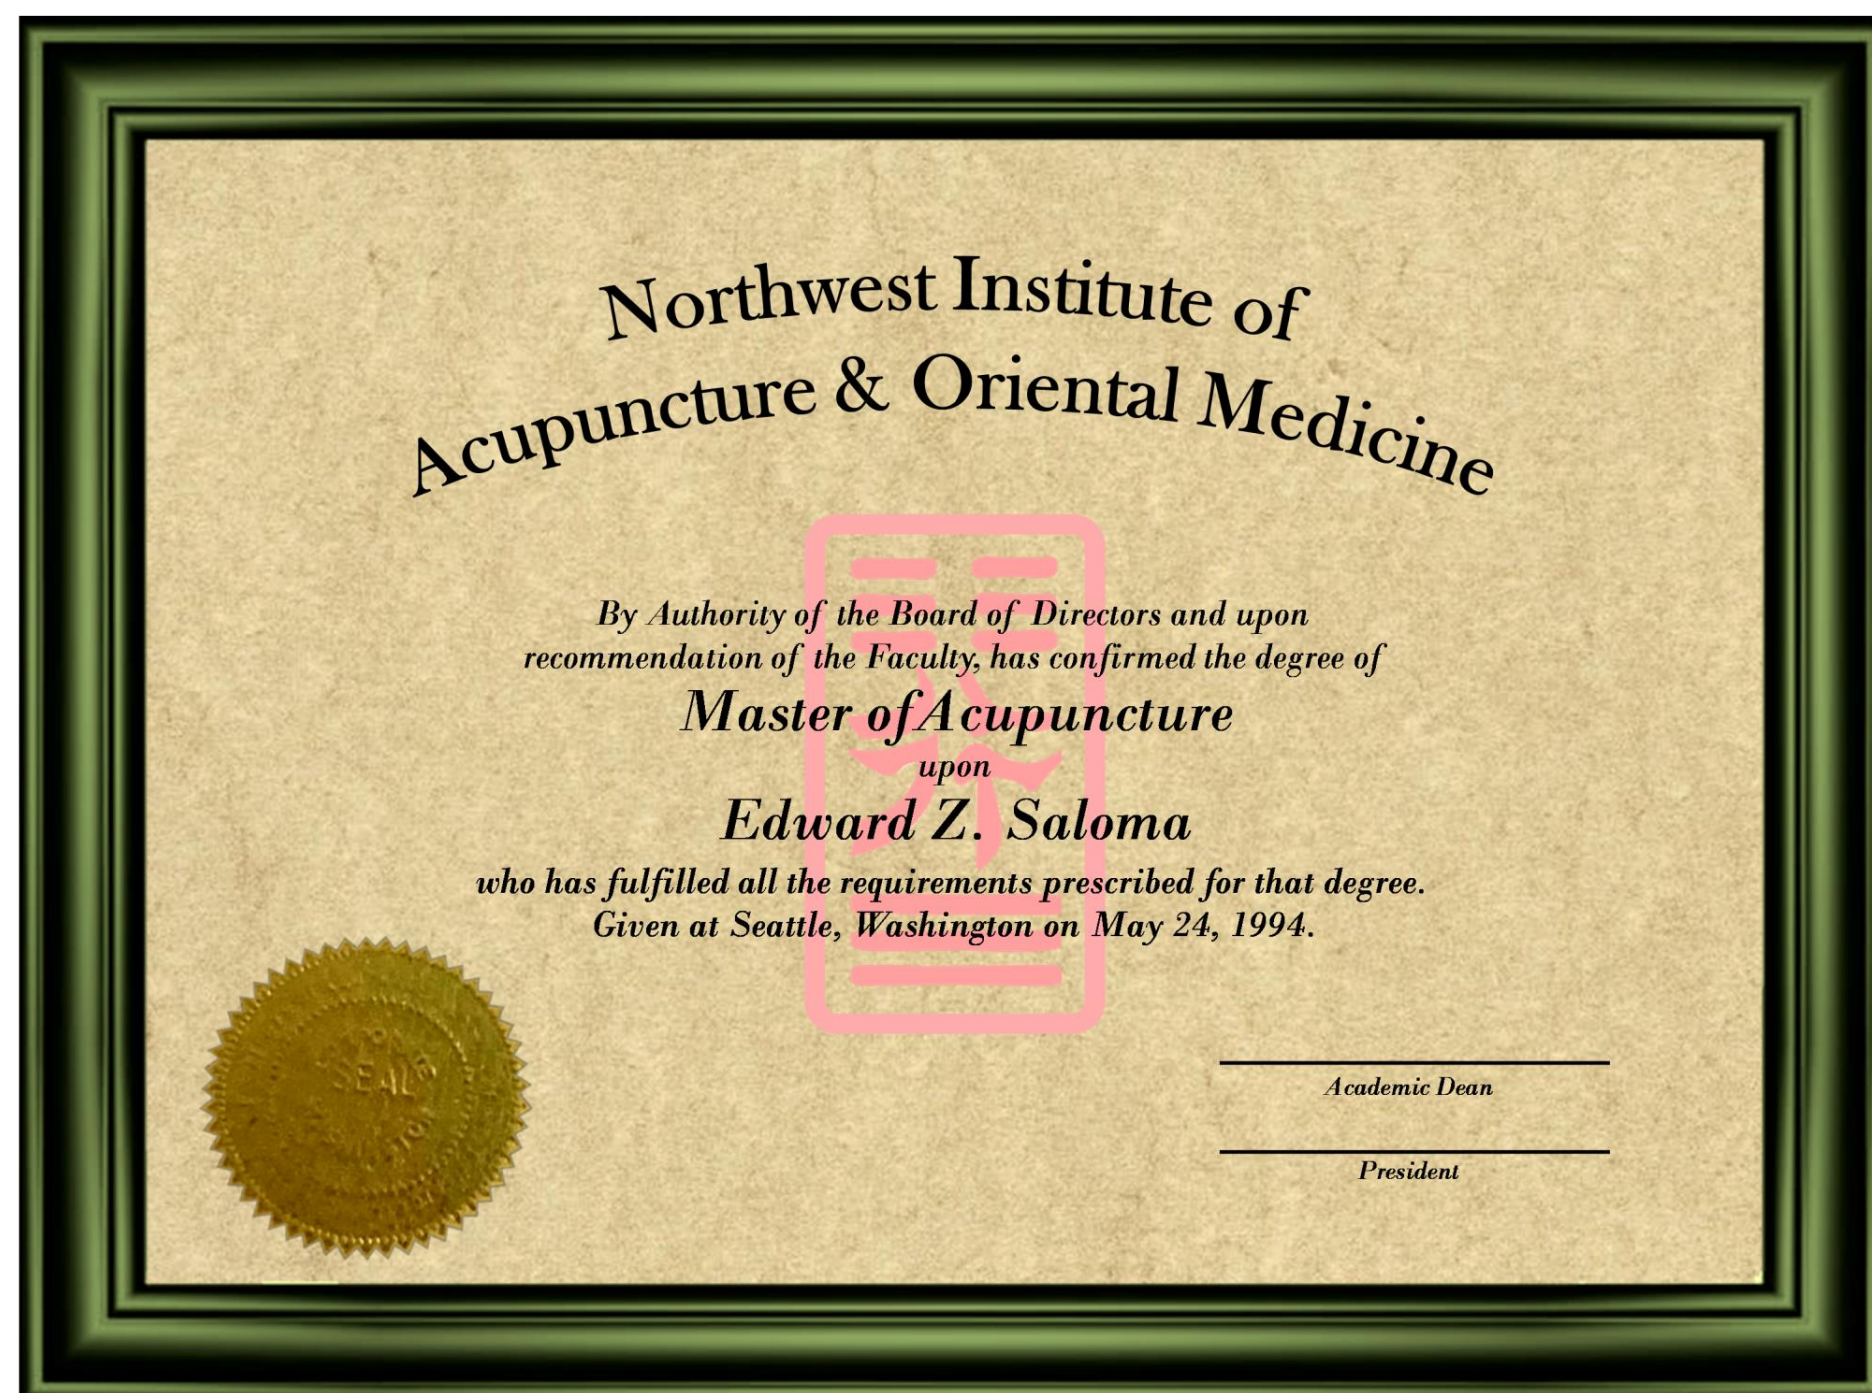 Northwest Institute of
Acupuncture & Oriental Medicine
By Authority of the Board of Directors and upon
recommendation of the Faculty, has confirmed the degree of
Master of Acupuncture
upon
Edward Z. Saloma
who has fulfilled all the requirements prescribed for that degree.
Given at Seattle, Washington on May 24, 1994.
SEAL
Academic Dean
President